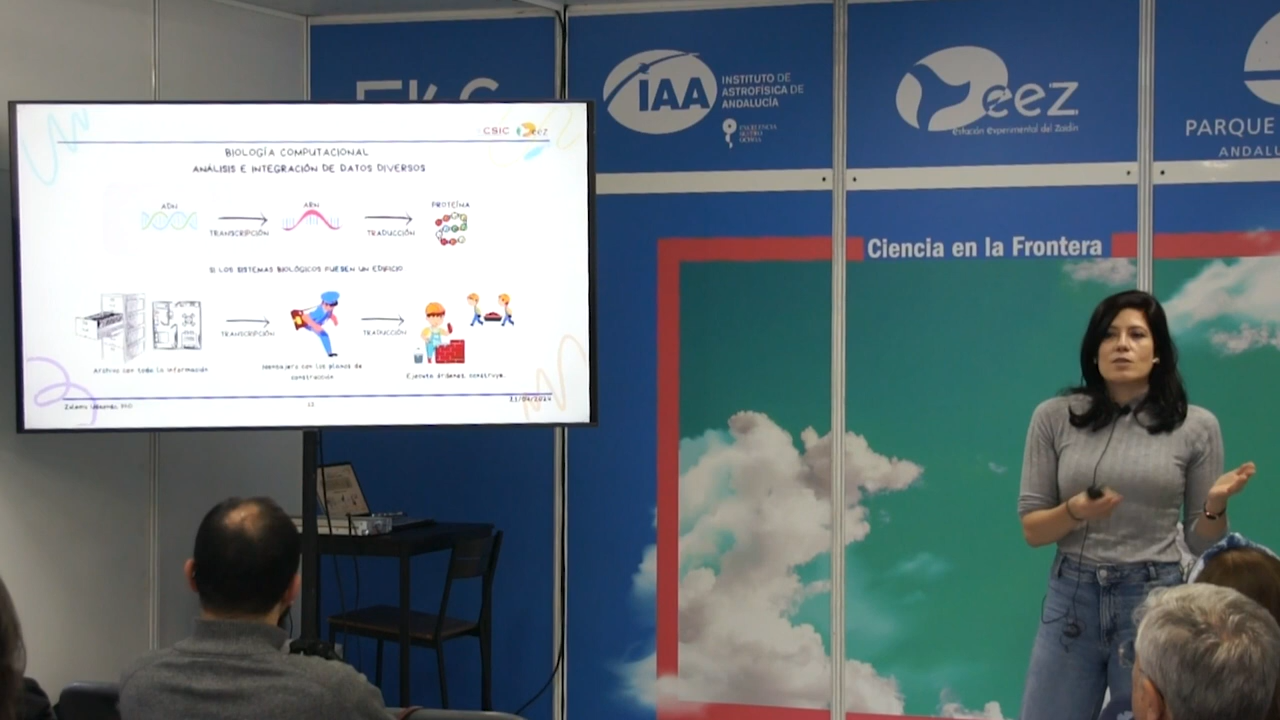 CSIC eez
BIOLOGÍA COMPUTACIONAL
ANÁLISIS E INTEGRACIÓN DE DATOS DIVERSOS
ADN
ARN
PROTEÍNA
TRANSCRIPCIÓN
TRADUCCIÓN
SI LOS SISTEMAS BIOLÓGICOS FUESEN UN EDIFICIO
TRANSCRIPCIÓN
TRADUCCIÓN
Archivo con toda la información
Mensajero con los planos de
construcción
Ejecuta órdenes, construye.
IAA
INSTITUTO DE
ASTROFÍSICA DE
ANDALUCÍA
EXCELENCIA
SEVERO
OCHOA
eez
Estación Experimental del Zaidín
PARQUE
ANDALU
Ciencia en la Frontera